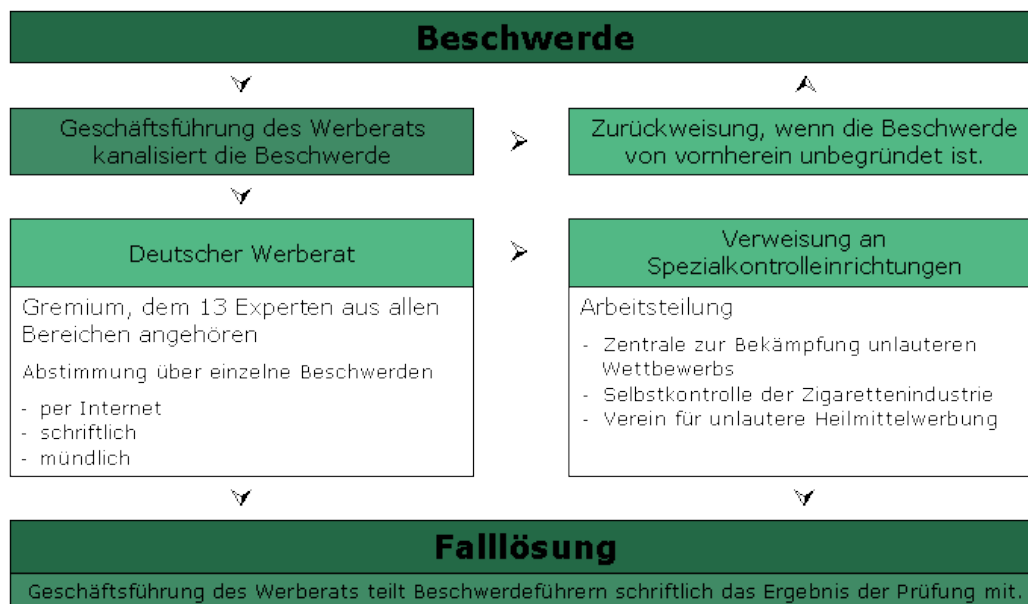 Beschwerde
Geschäftsführung des Werberats
kanalisiert die Beschwerde
Zurückweisung, wenn die Beschwerde
von vornherein unbegründet ist.
Deutscher Werberat
Gremium, dem 13 Experten aus allen
Bereichen angehören
Abstimmung über einzelne Beschwerden
- per Internet
- schriftlich
- mündlich
Verweisung an
Spezialkontrolleinrichtungen
Arbeitsteilung
- Zentrale zur Bekämpfung unlauteren
Wettbewerbs
- Selbstkontrolle der Zigarettenindustrie
- Verein für unlautere Heilmittelwerbung
Falllösung
Geschäftsführung des Werberats teilt Beschwerdeführern schriftlich das Ergebnis der Prüfung mit.